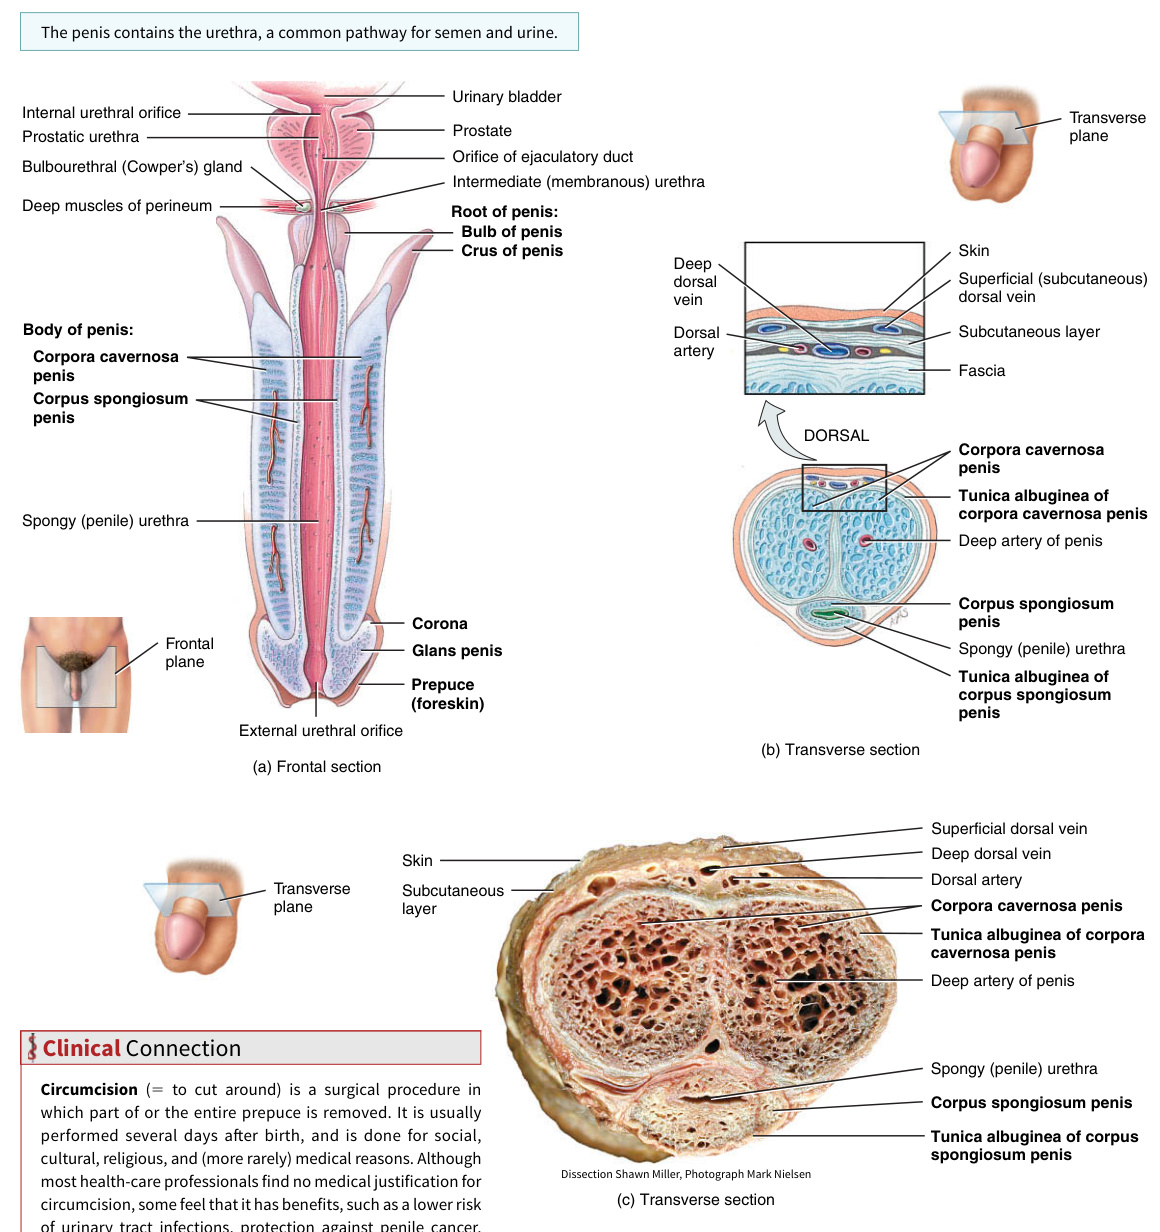 The penis contains the urethra, a common pathway for semen and urine.
Internal urethral orifice
Prostatic urethra
Bulbourethral (Cowper's) gland
Deep muscles of perineum
Urinary bladder
Prostate
Orifice of ejaculatory duct
Intermediate (membranous) urethra
Root of penis:
Bulb of penis
Crus of penis
Body of penis:
Corpora cavernosa
penis
Corpus spongiosum
penis
Spongy (penile) urethra
Frontal
plane
Corona
Glans penis
Prepuce
(foreskin)
External urethral orifice
(a) Frontal section
Transverse
plane
Deep
dorsal
vein
Dorsal
artery
Skin
Superficial (subcutaneous)
dorsal vein
Subcutaneous layer
Fascia
DORSAL
Corpora cavernosa
penis
Tunica albuginea of
corpora cavernosa penis
Deep artery of penis
Corpus spongiosum
penis
Spongy (penile) urethra
Tunica albuginea of
corpus spongiosum
penis
(b) Transverse section
Transverse
plane
Skin
Subcutaneous
layer
Superficial dorsal vein
Deep dorsal vein
Dorsal artery
Corpora cavernosa penis
Tunica albuginea of corpora
cavernosa penis
Deep artery of penis
Spongy (penile) urethra
Corpus spongiosum penis
Tunica albuginea of corpus
spongiosum penis
Dissection Shawn Miller, Photograph Mark Nielsen
(c) Transverse section
Clinical Connection
Circumcision (= to cut around) is a surgical procedure in
which part of or the entire prepuce is removed. It is usually
performed several days after birth, and is done for social,
cultural, religious, and (more rarely) medical reasons. Although
most health-care professionals find no medical justification for
circumcision, some feel that it has benefits, such as a lower risk
of urinary tract infections, protection against penile cancer,